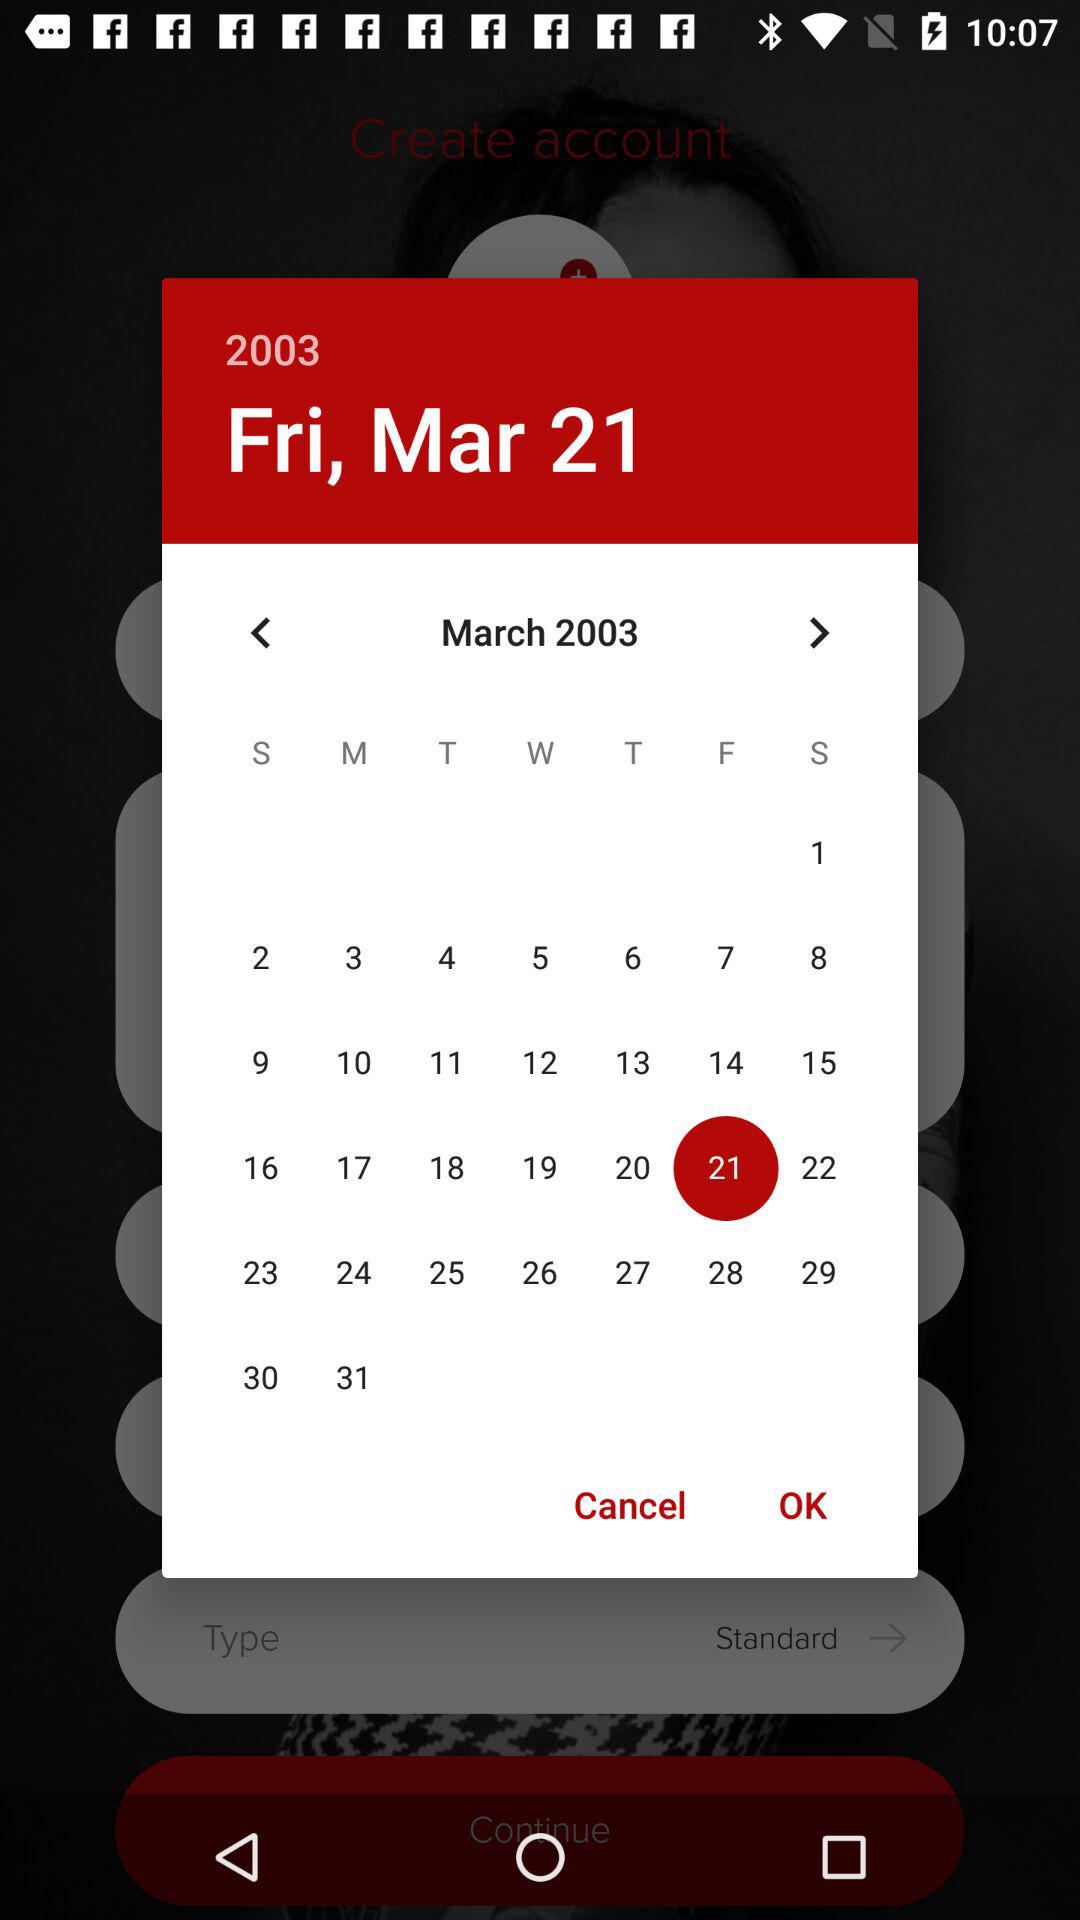 10:07
Create account
2003
Fri, Mar 21
March 2003
S M T W T F S
1
2 3 4 5 6 7 8
9 10 11 12 13 14 15
16 17 18 19 20 21 22
23 24 25 26 27 28 29
30 31
Cancel OK
Type Standard
Continue